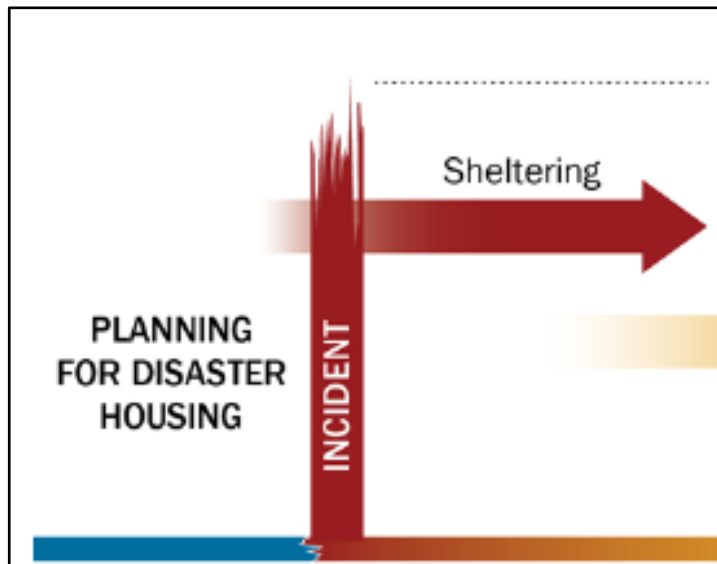 Sheltering
PLANNING
FOR DISASTER
HOUSING
INCIDENT